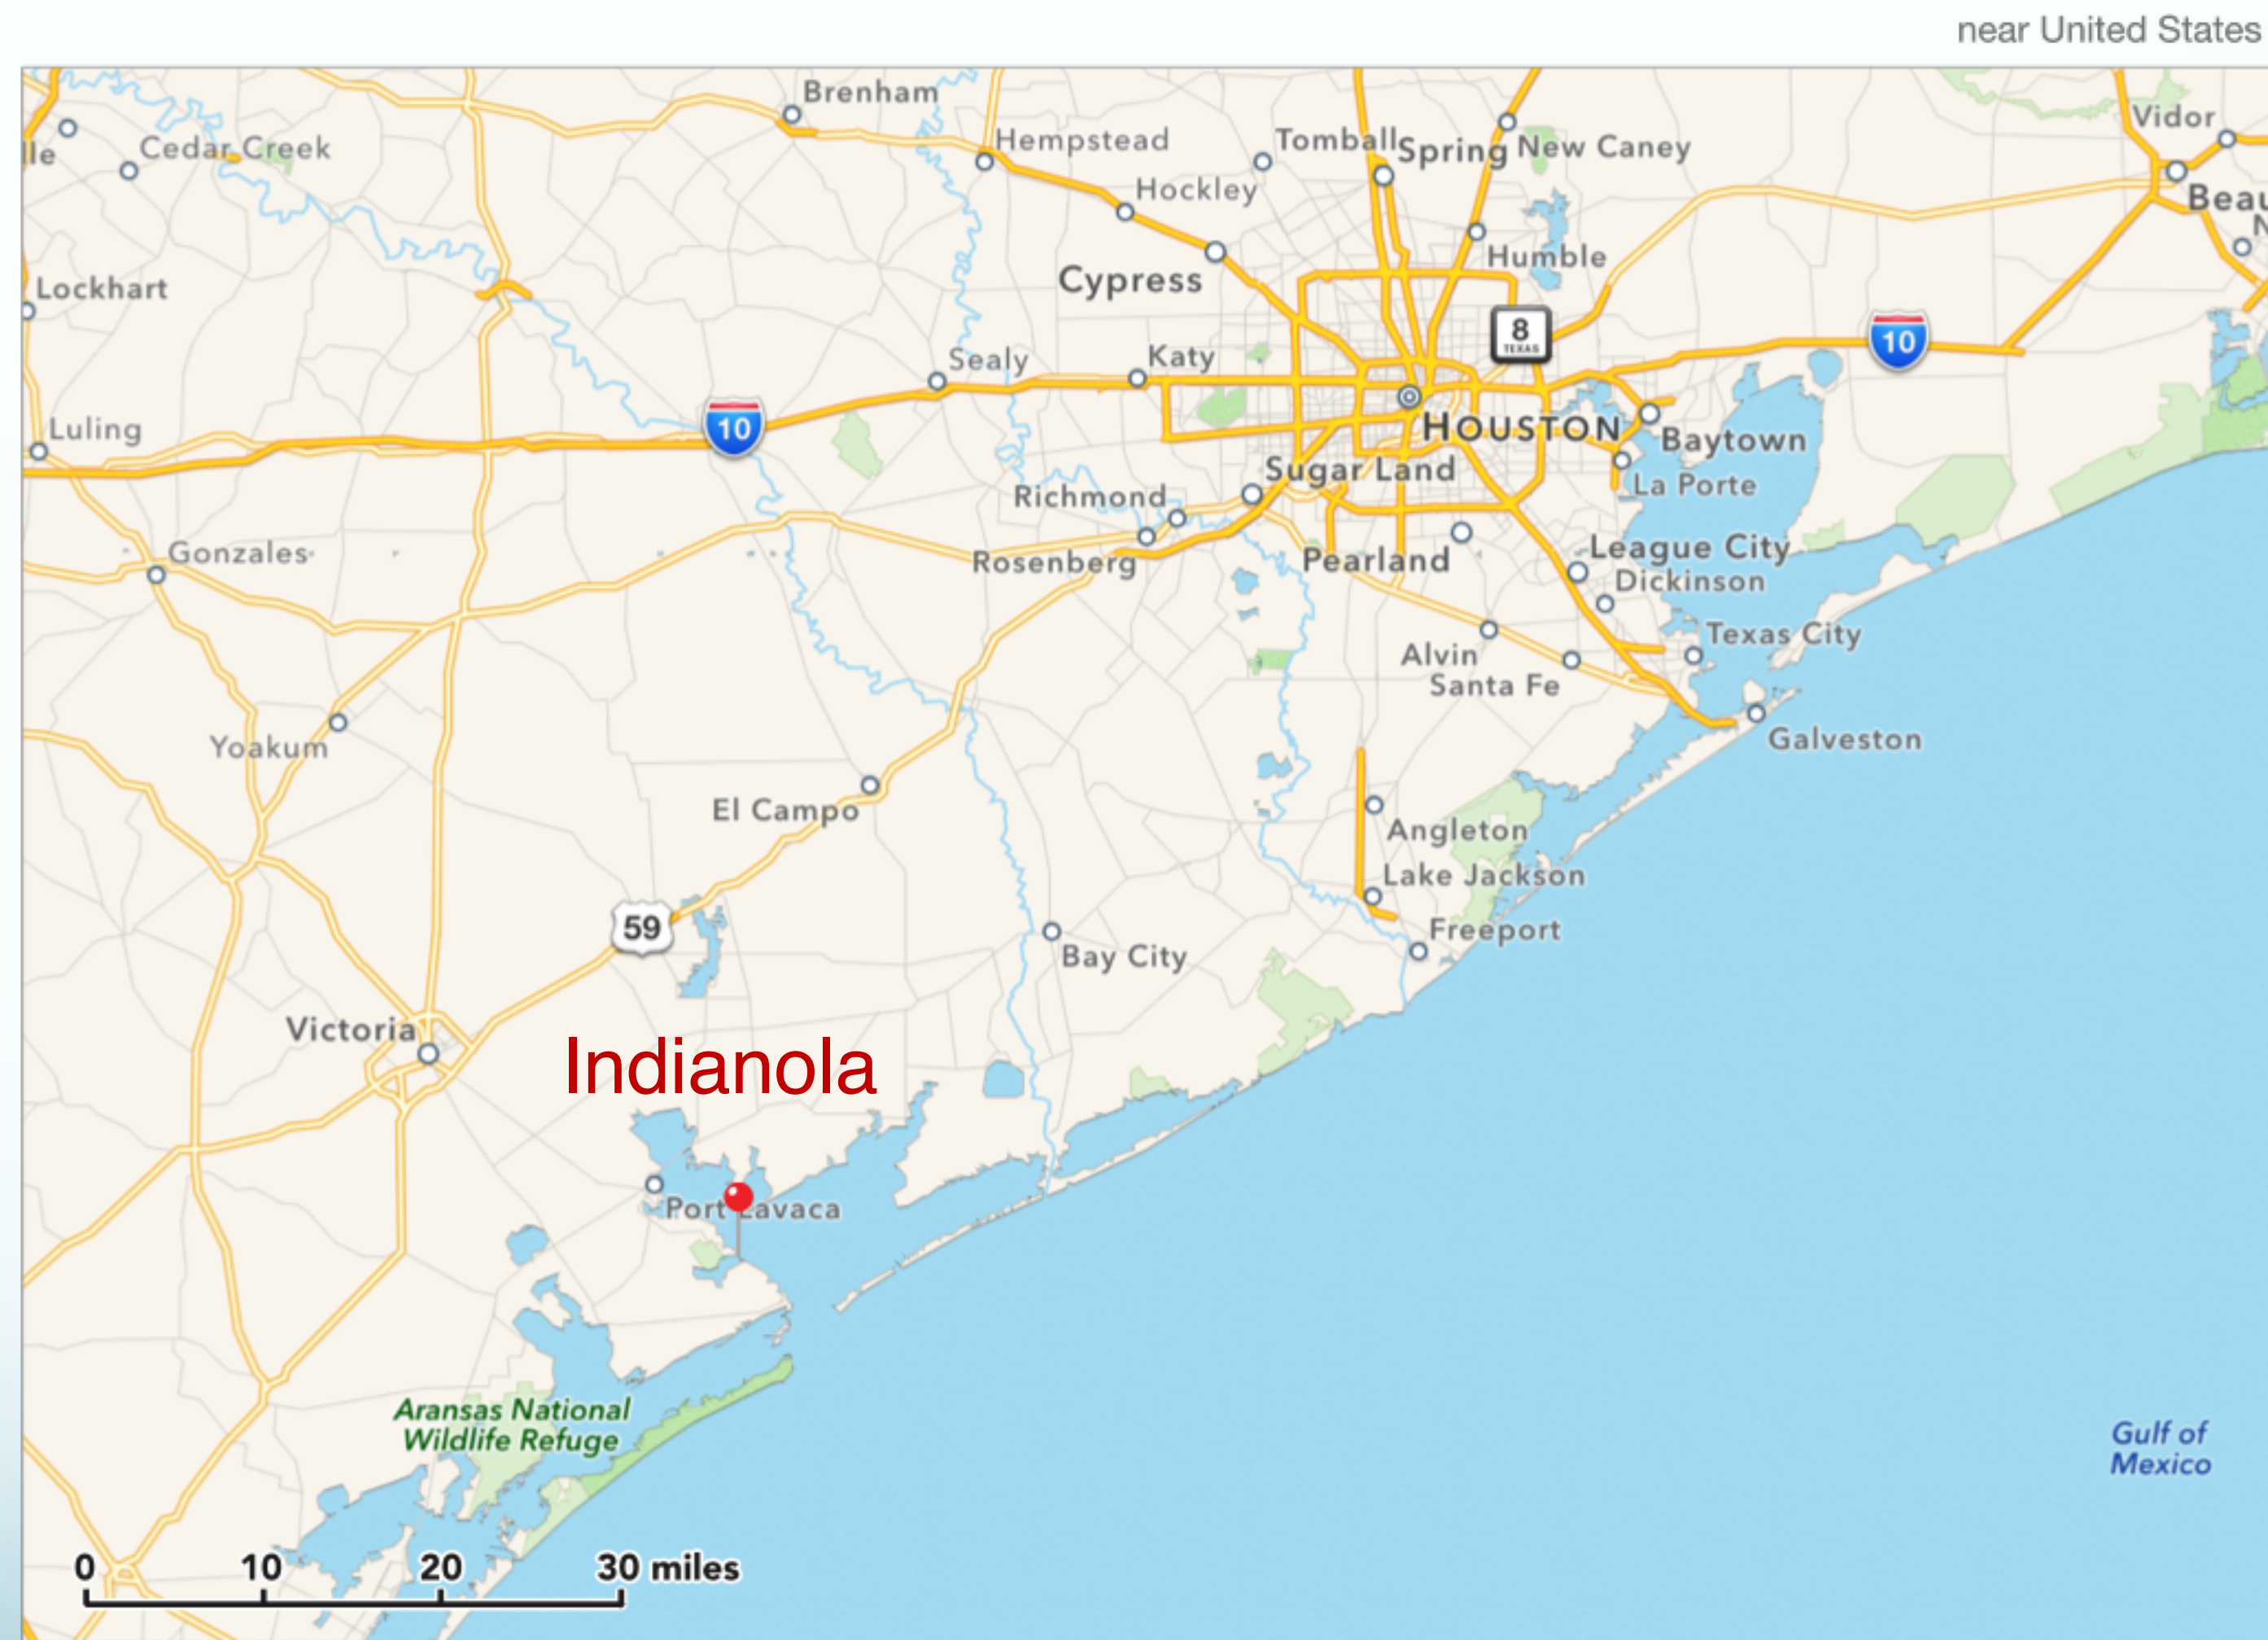 near United States
Brenham
Vidor
Hempstead
Tomball
Spring
New Caney
lle
Cedar Creek
Hockley
Beau
N
Humble
Cypress
Lockhart
8
TEXAS
10
Sealy
Katy
10
Luling
HOUSTON
Baytown
Sugar Land
La Porte
Richmond
Gonzales
Rosenberg
Pearland
League City
Dickinson
Texas City
Alvin
Santa Fe
Yoakum
Galveston
El Campo
Angleton
Lake Jackson
59
Freeport
Bay City
Victoria
Indianola
Port Lavaca
Aransas National
Wildlife Refuge
Gulf of
Mexico
0 10 20 30 miles